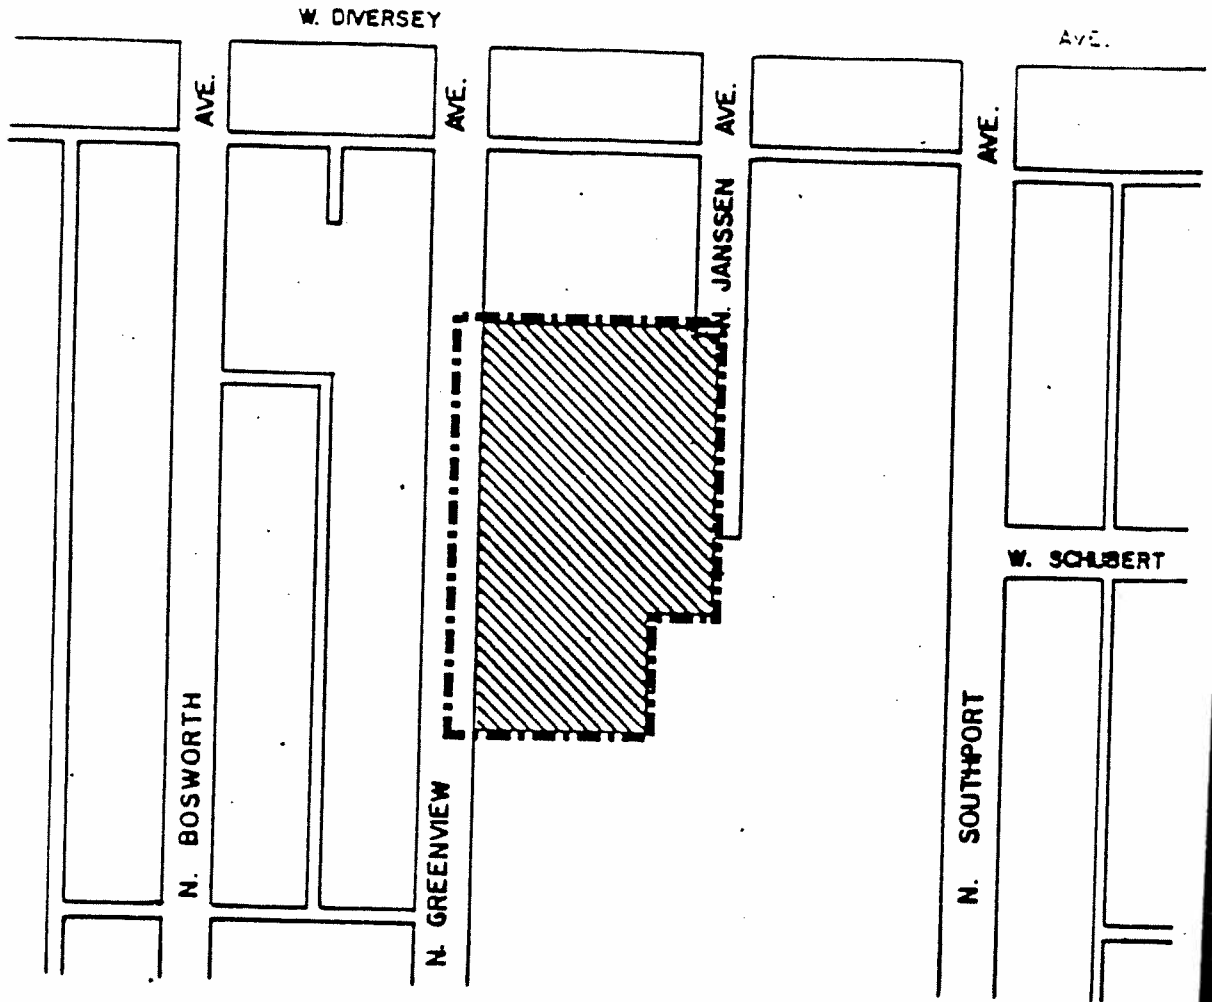 W. DIVERSEY AVE.
N. BOSWORTH AVE.
N. GREENVIEW AVE.
N. JANSSEN AVE.
N. SOUTHPORT AVE.
W. SCHUBERT